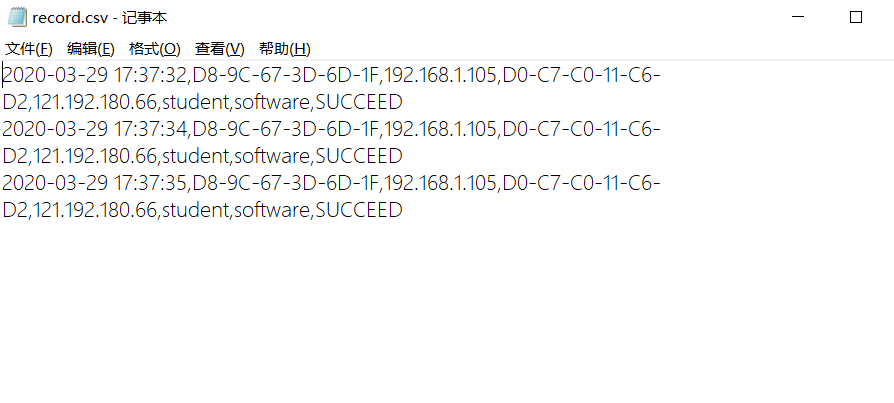 record.csv - 记事本
文件(F) 编辑(E) 格式(O) 查看(V) 帮助(H)
2020-03-29 17:37:32,D8-9C-67-3D-6D-1F,192.168.1.105,D0-C7-C0-11-C6-
D2,121.192.180.66,student,software,SUCCEED
2020-03-29 17:37:34,D8-9C-67-3D-6D-1F,192.168.1.105,D0-C7-C0-11-C6-
D2,121.192.180.66,student,software,SUCCEED
2020-03-29 17:37:35,D8-9C-67-3D-6D-1F,192.168.1.105,D0-C7-C0-11-C6-
D2,121.192.180.66,student,software,SUCCEED